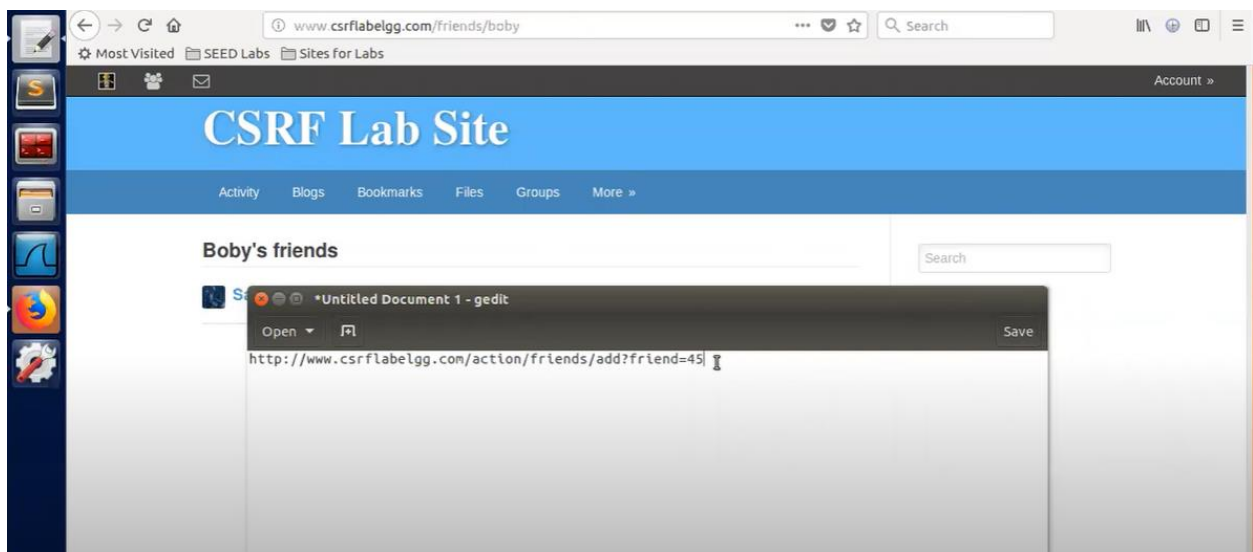 www.csrflabelgg.com/friends/boby
Search
Most Visited SEED Labs Sites for Labs
Account »
CSRF Lab Site
Activity Blogs Bookmarks Files Groups More »
Boby's friends
Search
Sa
*Untitled Document 1 - gedit
Open Save
http://www.csrflabelgg.com/action/friends/add?friend=45